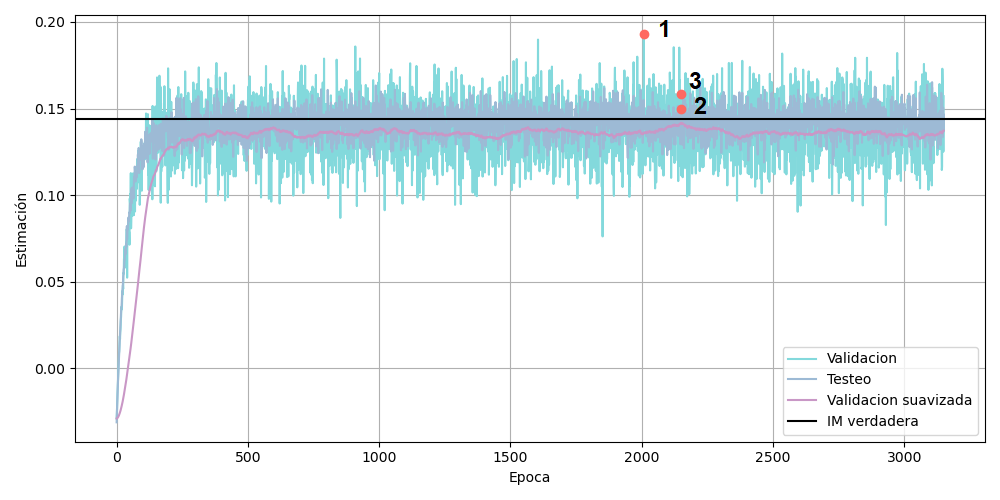 0.20
0.15
0.10
0.05
0.00
Estimación
1
3
2
Validacion
Testeo
Validacion suavizada
IM verdadera
0 500 1000 1500 2000 2500 3000
Epoca